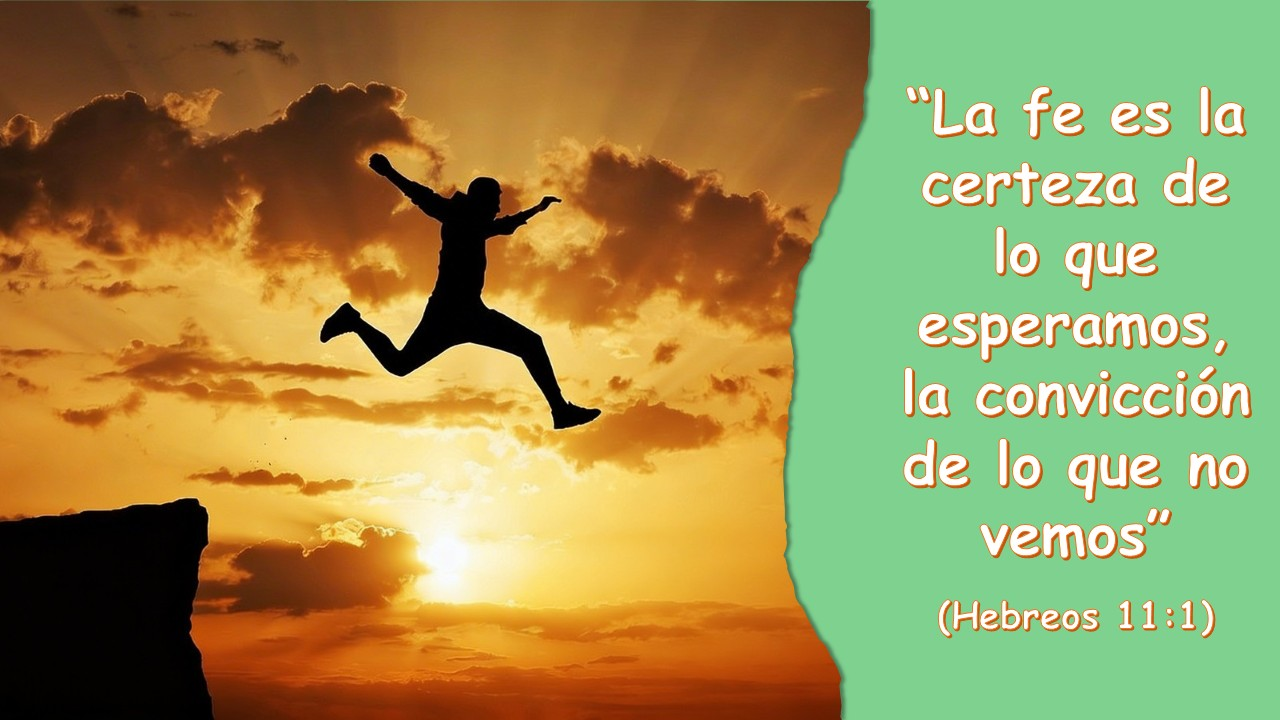 “La fe es la
certeza de
lo que
esperamos,
la convicción
de lo que no
vemos”
(Hebreos 11:1)